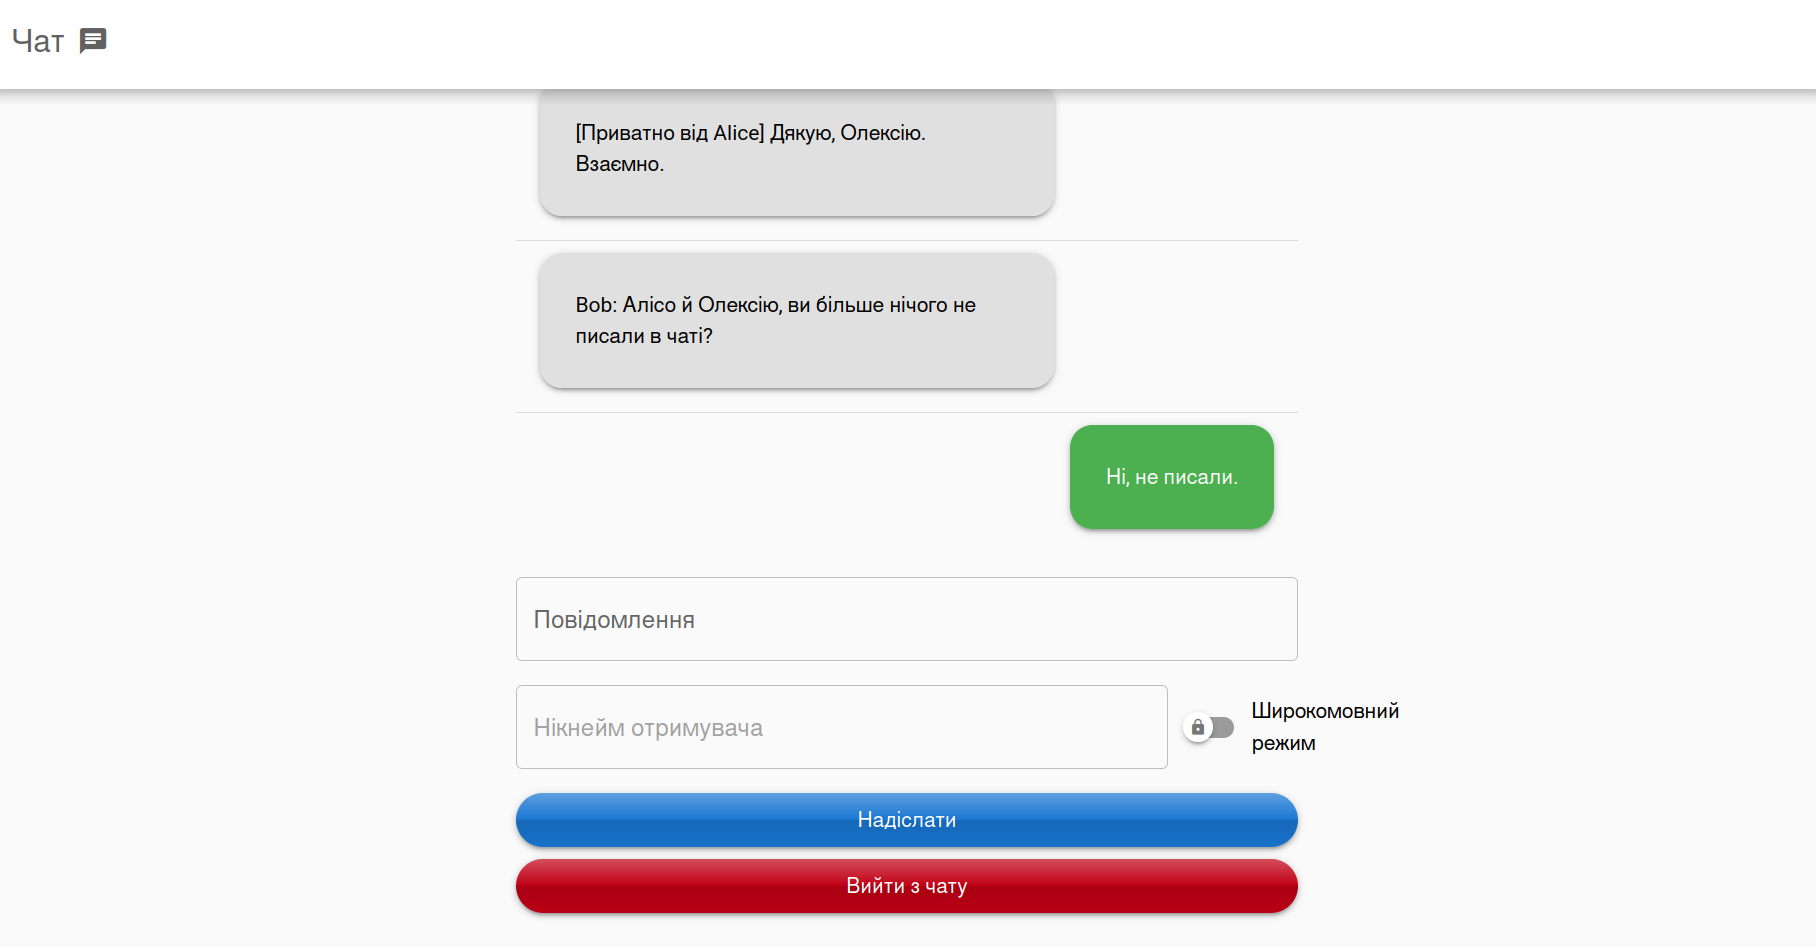 Чат
[Приватно від Alice] Дякую, Олексію.
Взаємно.
Bob: Алісо й Олексію, ви більше нічого не
писали в чаті?
Ні, не писали.
Повідомлення
Нікнейм отримувача
Широкомовний
режим
Надіслати
Вийти з чату